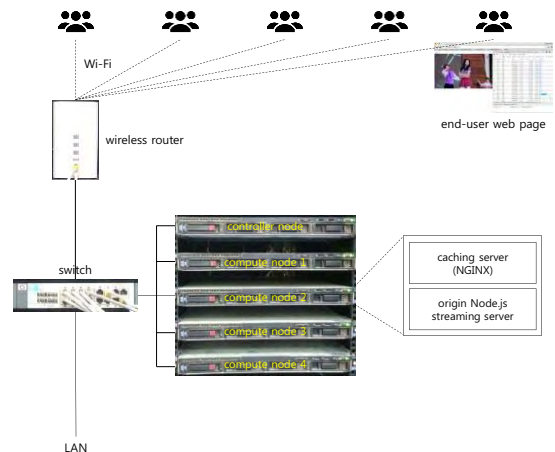 Wi-Fi
end-user web page
wireless router
controller node
switch
compute node 1
compute node 2
compute node 3
compute node 4
caching server
(NGINX)
origin Node.js
streaming server
LAN